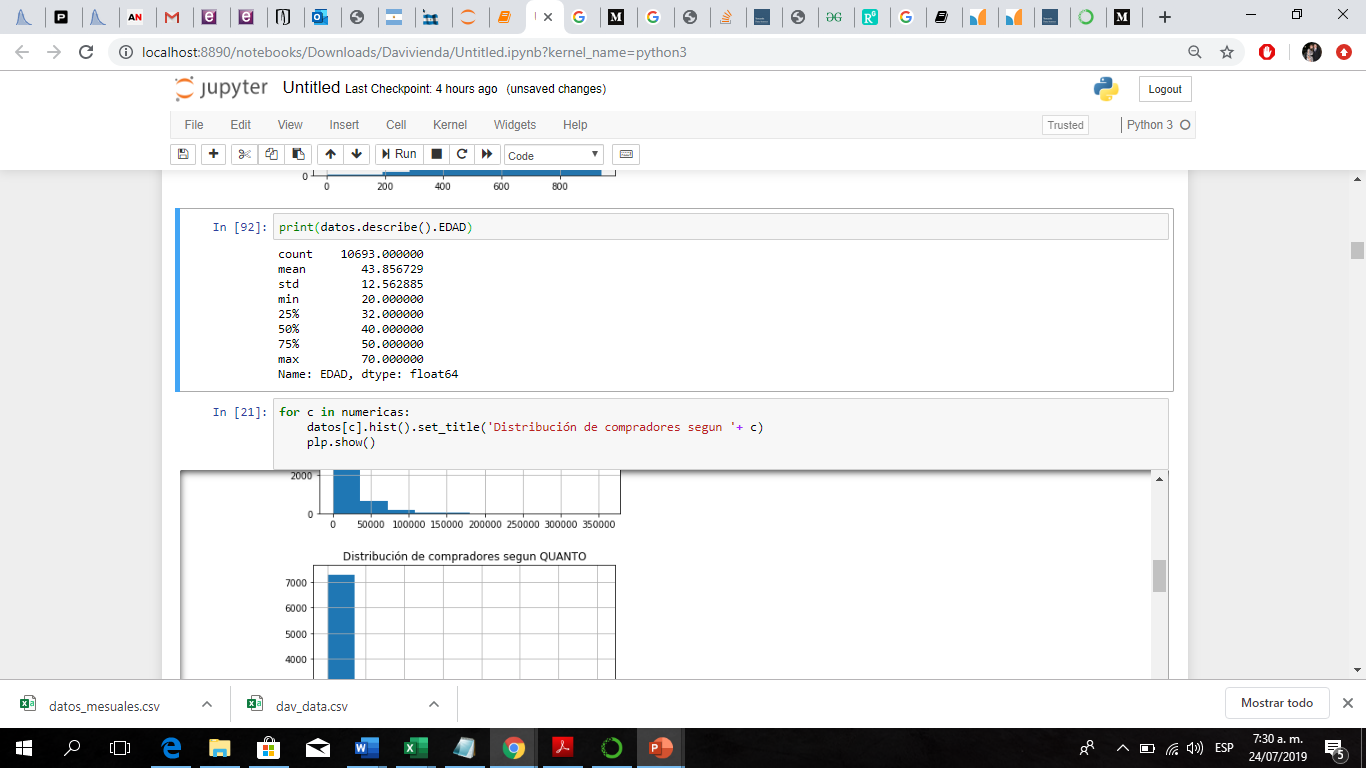 AN
M
localhost:8890/notebooks/Downloads/Davivienda/Untitled.ipynb?kernel_name=python3
jupyter Untitled Last Checkpoint: 4 hours ago (unsaved changes)
Logout
File Edit View Insert Cell Kernel Widgets Help
Trusted
Python 3
Run
Code
0
0 200 400 600 800
In [92]: print(datos.describe().EDAD)
count 10693.000000
mean 43.856729
std 12.562885
min 20.000000
25% 32.000000
50% 40.000000
75% 50.000000
max 70.000000
Name: EDAD, dtype: float64
In [21]: for c in numericas:
datos[c].hist().set_title('Distribución de compradores segun '+ c)
plp.show()
2000
0
0 50000 100000 150000 200000 250000 300000 350000
Distribución de compradores segun QUANTO
7000
6000
5000
4000
datos_mesuales.csv
dav_data.csv
Mostrar todo
ESP
7:30 a. m.
24/07/2019
5